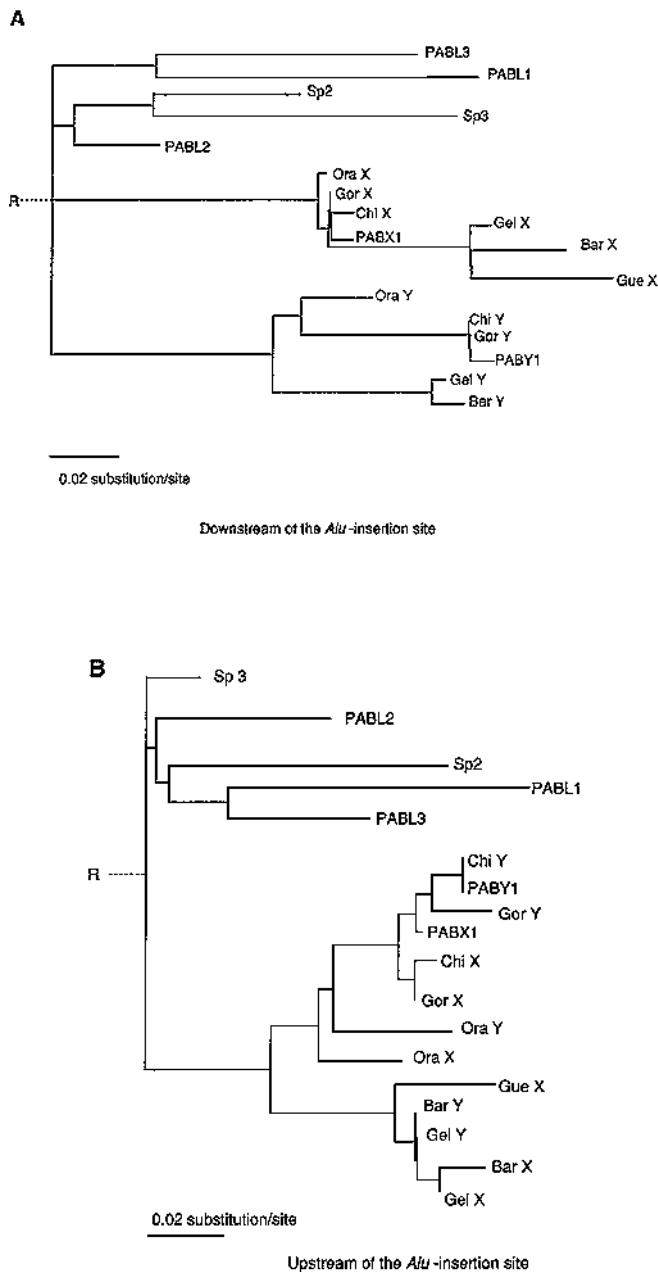 A
PABL3
PABL1
Sp2
Sp3
PABL2
Ora X
R
Gor X
Chi X
Gel X
PABX1
Bar X
Gue X
Ora Y
Chi Y
Gor Y
PABY1
Gel Y
Bar Y
0.02 substitution/site
Downstream of the Alu-insertion site
B
Sp 3
PABL2
Sp2
PABL1
PABL3
Chi Y
R
PABY1
Gor Y
PABX1
Chi X
Gor X
Ora Y
Ora X
Gue X
Bar Y
Gel Y
Bar X
Gel X
0.02 substitution/site
Upstream of the Alu-insertion site